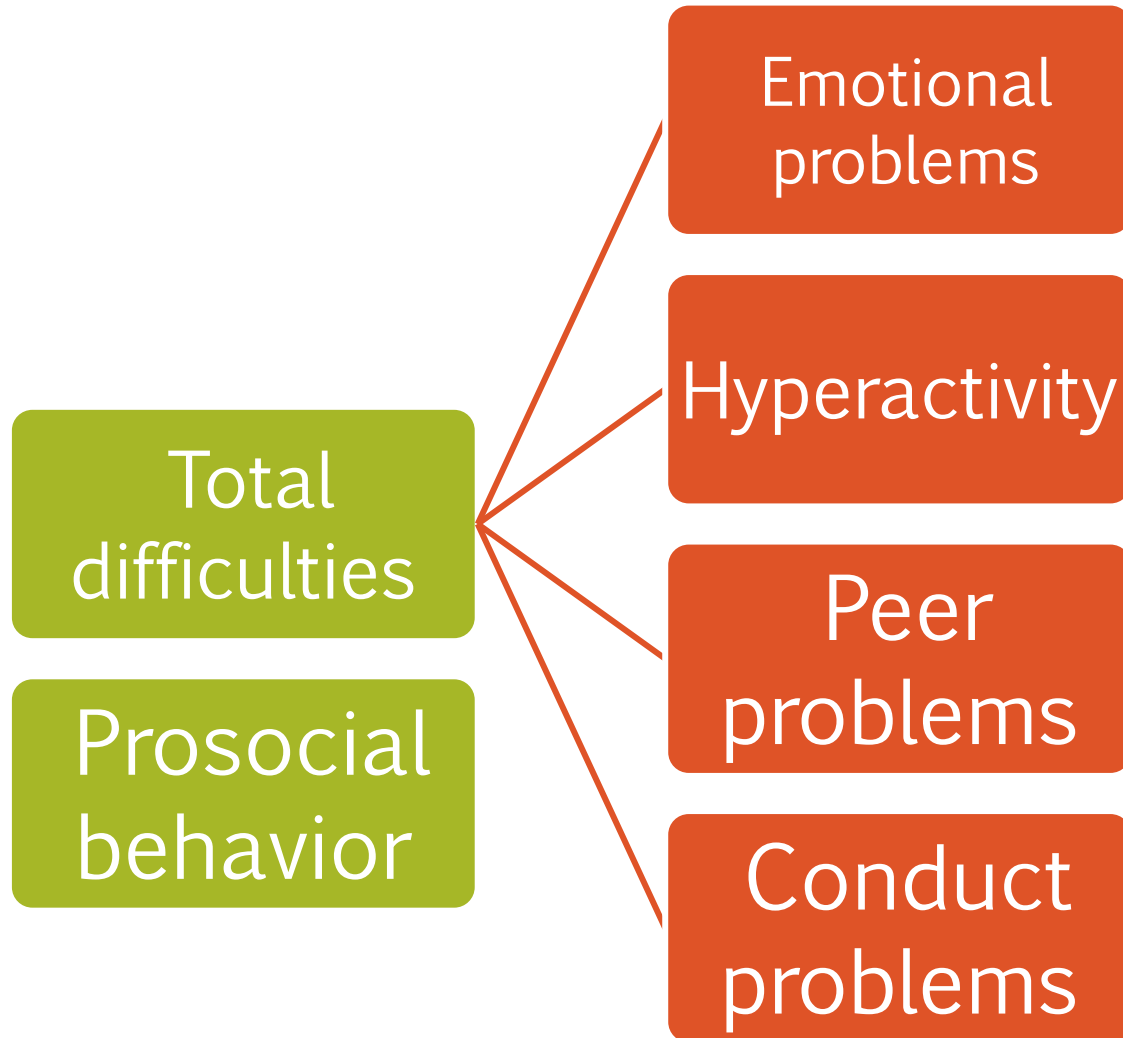 Total
difficulties
Prosocial
behavior
Emotional
problems
Hyperactivity
Peer
problems
Conduct
problems